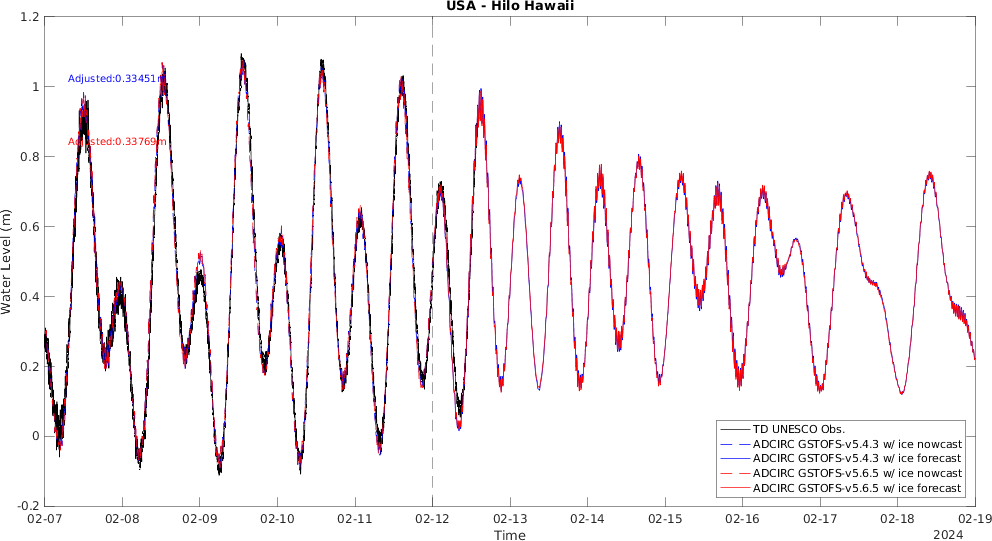 USA - Hilo Hawaii
1.2
1
0.8
0.6
0.4
0.2
0
-0.2
Water Level (m)
Adjusted:0.33451m
Adjusted:0.33769m
TD UNESCO Obs.
ADCIRC GSTOFS-v5.4.3 w/ ice nowcast
ADCIRC GSTOFS-v5.4.3 w/ ice forecast
ADCIRC GSTOFS-v5.6.5 w/ ice nowcast
ADCIRC GSTOFS-v5.6.5 w/ ice forecast
02-07 02-08 02-09 02-10 02-11 02-12 02-13 02-14 02-15 02-16 02-17 02-18 02-19
Time
2024